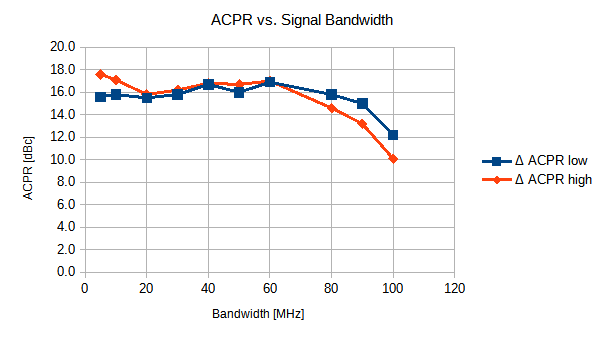 ACPR vs. Signal Bandwidth
20.0
18.0
16.0
14.0
12.0
10.0
8.0
6.0
4.0
2.0
0.0
ACPR [dBc]
0 20 40 60 80 100 120
Bandwidth [MHz]
Δ ACPR low
Δ ACPR high